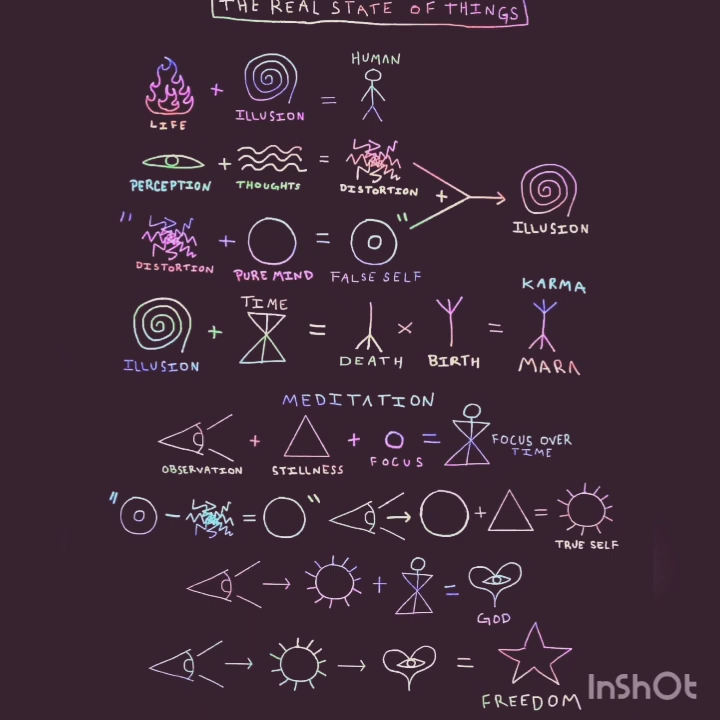 THE REAL STATE OF THINGS
LIFE + ILLUSION = HUMAN
PERCEPTION + THOUGHTS = DISTORTION
+ ILLUSION
" DISTORTION + PURE MIND = FALSE SELF "
ILLUSION + TIME = DEATH × BIRTH = KARMA
MARA
MEDITATION
OBSERVATION + STILLNESS + FOCUS = FOCUS OVER
TIME
" − = " → + = TRUE SELF
→ + = GOD
→ → = FREEDOM
InShOt